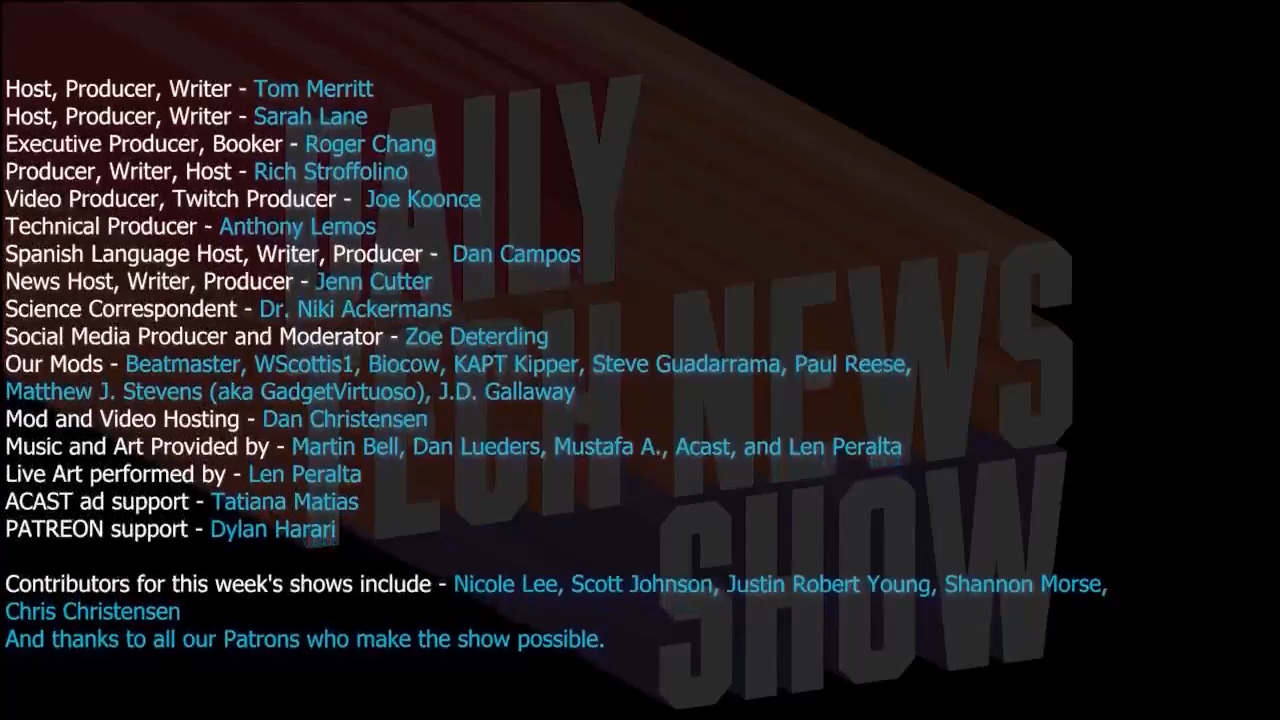 Host, Producer, Writer - Tom Merritt
Host, Producer, Writer - Sarah Lane
Executive Producer, Booker - Roger Chang
Producer, Writer, Host - Rich Stroffolino
Video Producer, Twitch Producer -  Joe Koonce
Technical Producer - Anthony Lemos
Spanish Language Host, Writer, Producer -  Dan Campos
News Host, Writer, Producer - Jenn Cutter
Science Correspondent - Dr. Niki Ackermans
Social Media Producer and Moderator - Zoe Deterding
Our Mods - Beatmaster, WScottis1, Biocow, KAPT Kipper, Steve Guadarrama, Paul Reese,
Matthew J. Stevens (aka GadgetVirtuoso), J.D. Gallaway
Mod and Video Hosting - Dan Christensen
Music and Art Provided by - Martin Bell, Dan Lueders, Mustafa A., Acast, and Len Peralta
Live Art performed by - Len Peralta
ACAST ad support - Tatiana Matias
PATREON support - Dylan Harari
Contributors for this week's shows include - Nicole Lee, Scott Johnson, Justin Robert Young, Shannon Morse,
Chris Christensen
And thanks to all our Patrons who make the show possible.
DAILY
TECH NEWS
SHOW